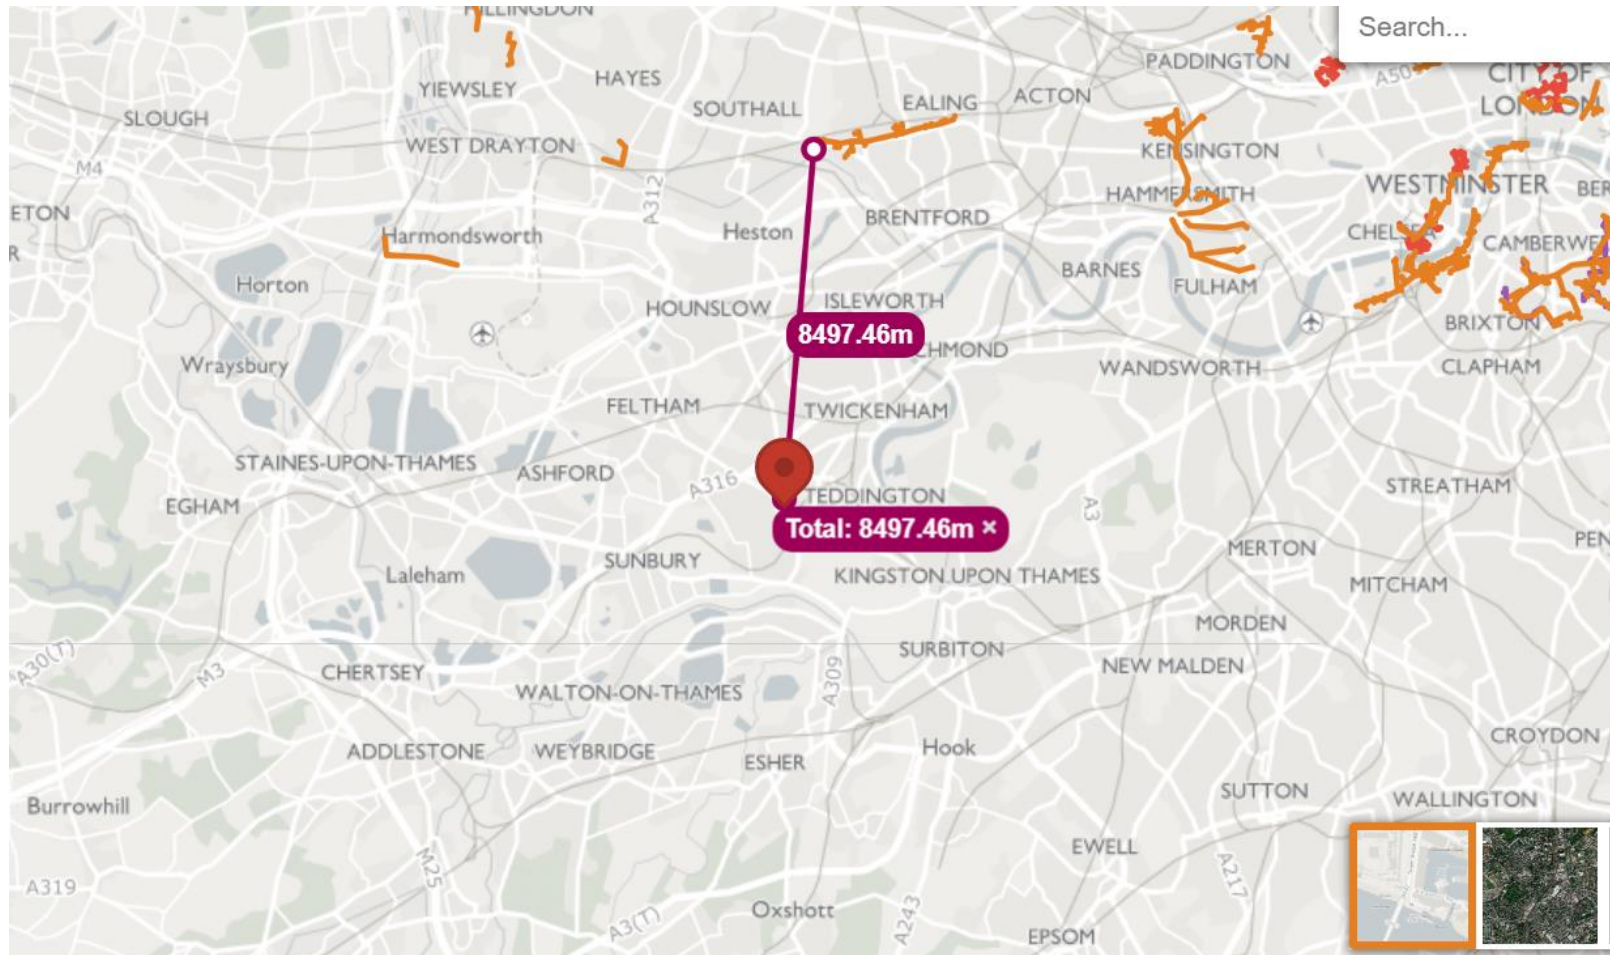 HILLINGDON
Search...
PADDINGTON
CITY OF
LONDON
HAYES
YIEWSLEY
ACTON
EALING
SOUTHALL
SLOUGH
WEST DRAYTON
KENSINGTON
M4
A312
HAMMERSMITH
WESTMINSTER
ETON
BRENTFORD
Heston
Harmondsworth
CHELSEA
CAMBERWE
R
BARNES
Horton
FULHAM
HOUNSLOW
ISLEWORTH
BRIXTON
8497.46m
CHMOND
Wraysbury
WANDSWORTH
CLAPHAM
FELTHAM
TWICKENHAM
STAINES-UPON-THAMES
ASHFORD
A316
TEDDINGTON
STREATHAM
EGHAM
A3
Total: 8497.46m ×
MERTON
PEN
SUNBURY
Laleham
KINGSTON UPON THAMES
MITCHAM
MORDEN
SURBITON
A30(T)
M3
CHERTSEY
A309
NEW MALDEN
WALTON-ON-THAMES
ADDLESTONE
WEYBRIDGE
ESHER
Hook
CROYDON
SUTTON
WALLINGTON
Burrowhill
EWELL
M25
A217
A319
Oxshott
A3(T)
A243
EPSOM